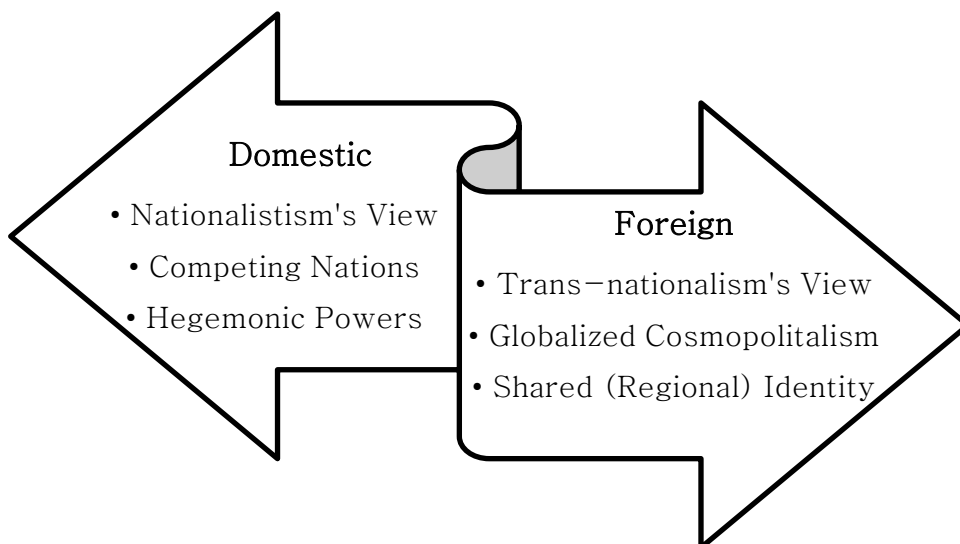 Domestic
• Nationalistism's View
• Competing Nations
• Hegemonic Powers
Foreign
• Trans-nationalism's View
• Globalized Cosmopolitalism
• Shared (Regional) Identity